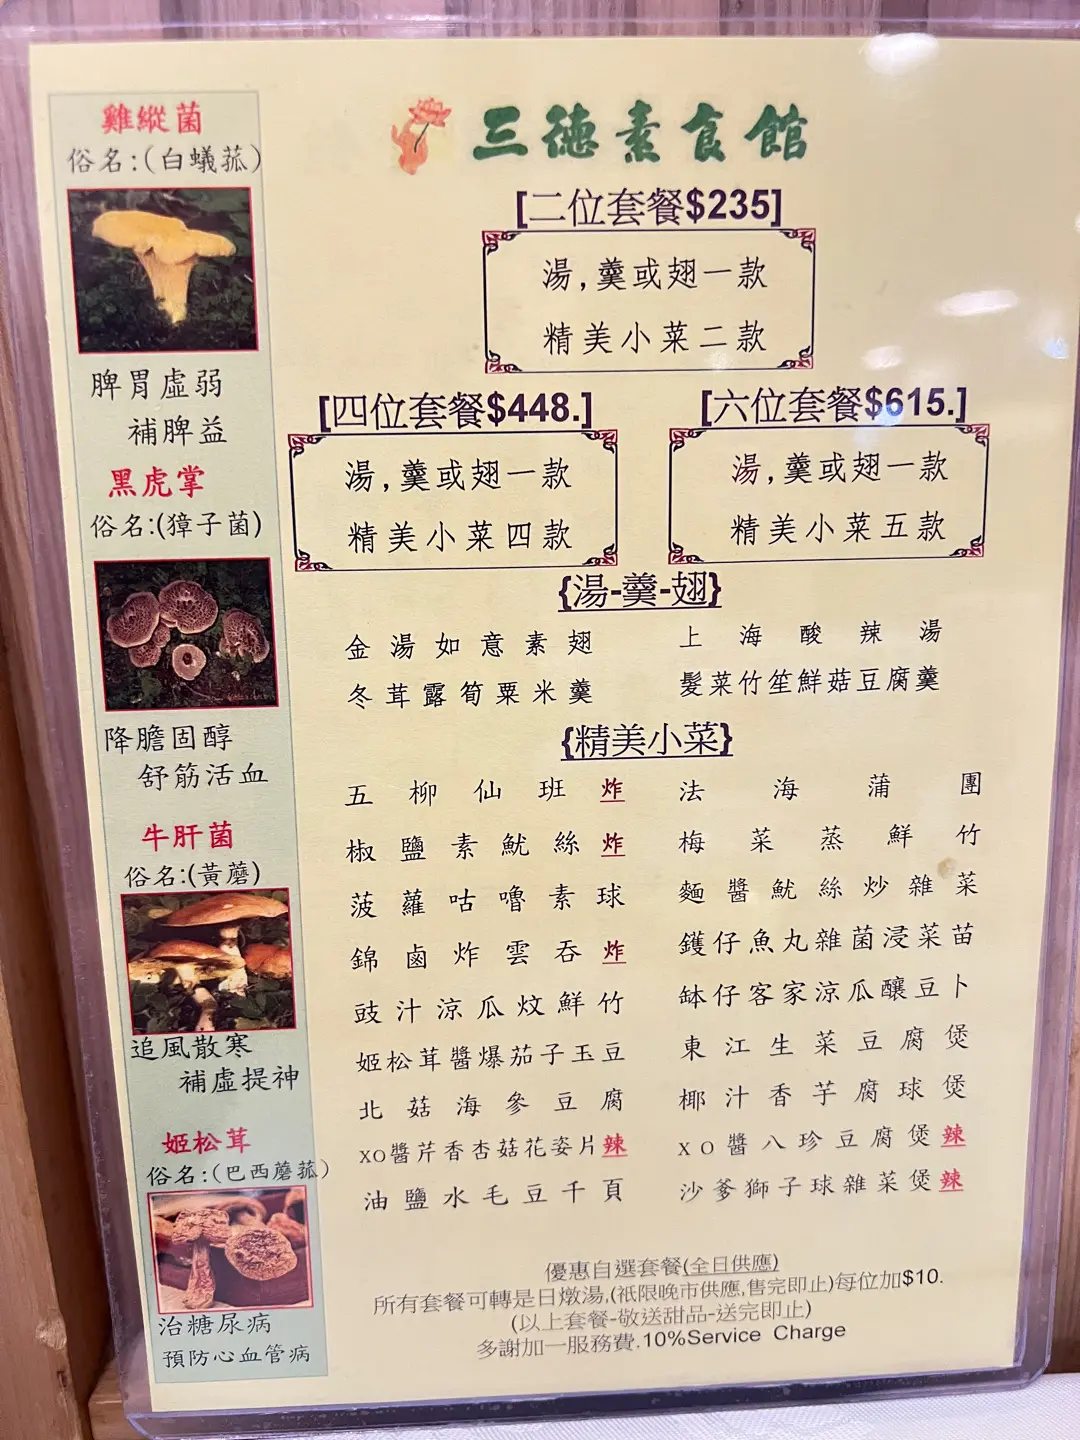 雞縱菌
俗名:(白蟻菰)
脾胃虛弱
補脾益
黑虎掌
俗名:(獐子菌)
降膽固醇
舒筋活血
牛肝菌
俗名:(黃蘑)
追風散寒
補虛提神
姬松茸
俗名:(巴西蘑菰)
治糖尿病
預防心血管病
三德素食館
[二位套餐$235]
湯,羹或翅一款
精美小菜二款
[四位套餐$448.]
湯,羹或翅一款
精美小菜四款
[六位套餐$615.]
湯,羹或翅一款
精美小菜五款
{湯-羹-翅}
金湯如意素翅
上海酸辣湯
冬茸露筍粟米羹
髮菜竹笙鮮菇豆腐羹
{精美小菜}
五柳仙班炸
法海蒲團
椒鹽素魷絲炸
梅菜蒸鮮竹
菠蘿咕嚕素球
麵醬魷絲炒雜菜
錦鹵炸雲吞炸
鑊仔魚丸雜菌浸菜苗
豉汁涼瓜炆鮮竹
缽仔客家涼瓜釀豆卜
姬松茸醬爆茄子玉豆
東江生菜豆腐煲
北菇海參豆腐
椰汁香芋腐球煲
XO醬芹香杏菇花姿片辣
XO醬八珍豆腐煲辣
油鹽水毛豆千頁
沙爹獅子球雜菜煲辣
優惠自選套餐(全日供應)
所有套餐可轉是日燉湯,(祇限晚市供應,售完即止)每位加$10.
(以上套餐-敬送甜品-送完即止)
多謝加一服務費.10%Service Charge